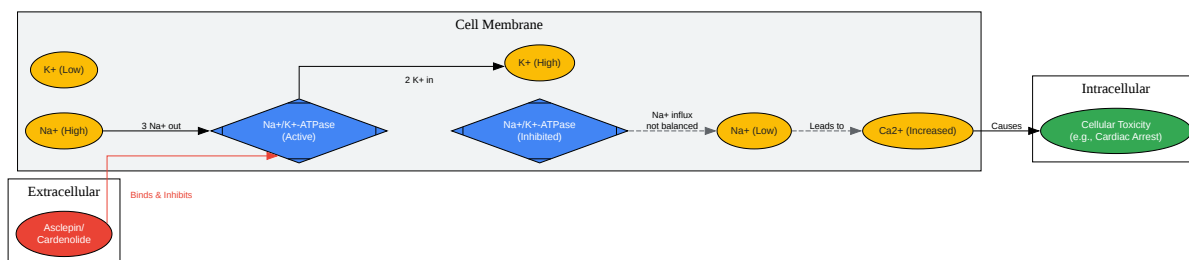 Cell Membrane
K+ (Low)
K+ (High)
2 K+ in
Na+ (High)
3 Na+ out
Na+/K+-ATPase
(Active)
Na+/K+-ATPase
(Inhibited)
Na+ influx
not balanced
Na+ (Low)
Leads to
Ca2+ (Increased)
Causes
Intracellular
Cellular Toxicity
(e.g., Cardiac Arrest)
Extracellular
Binds & Inhibits
Asclepin/
Cardenolide